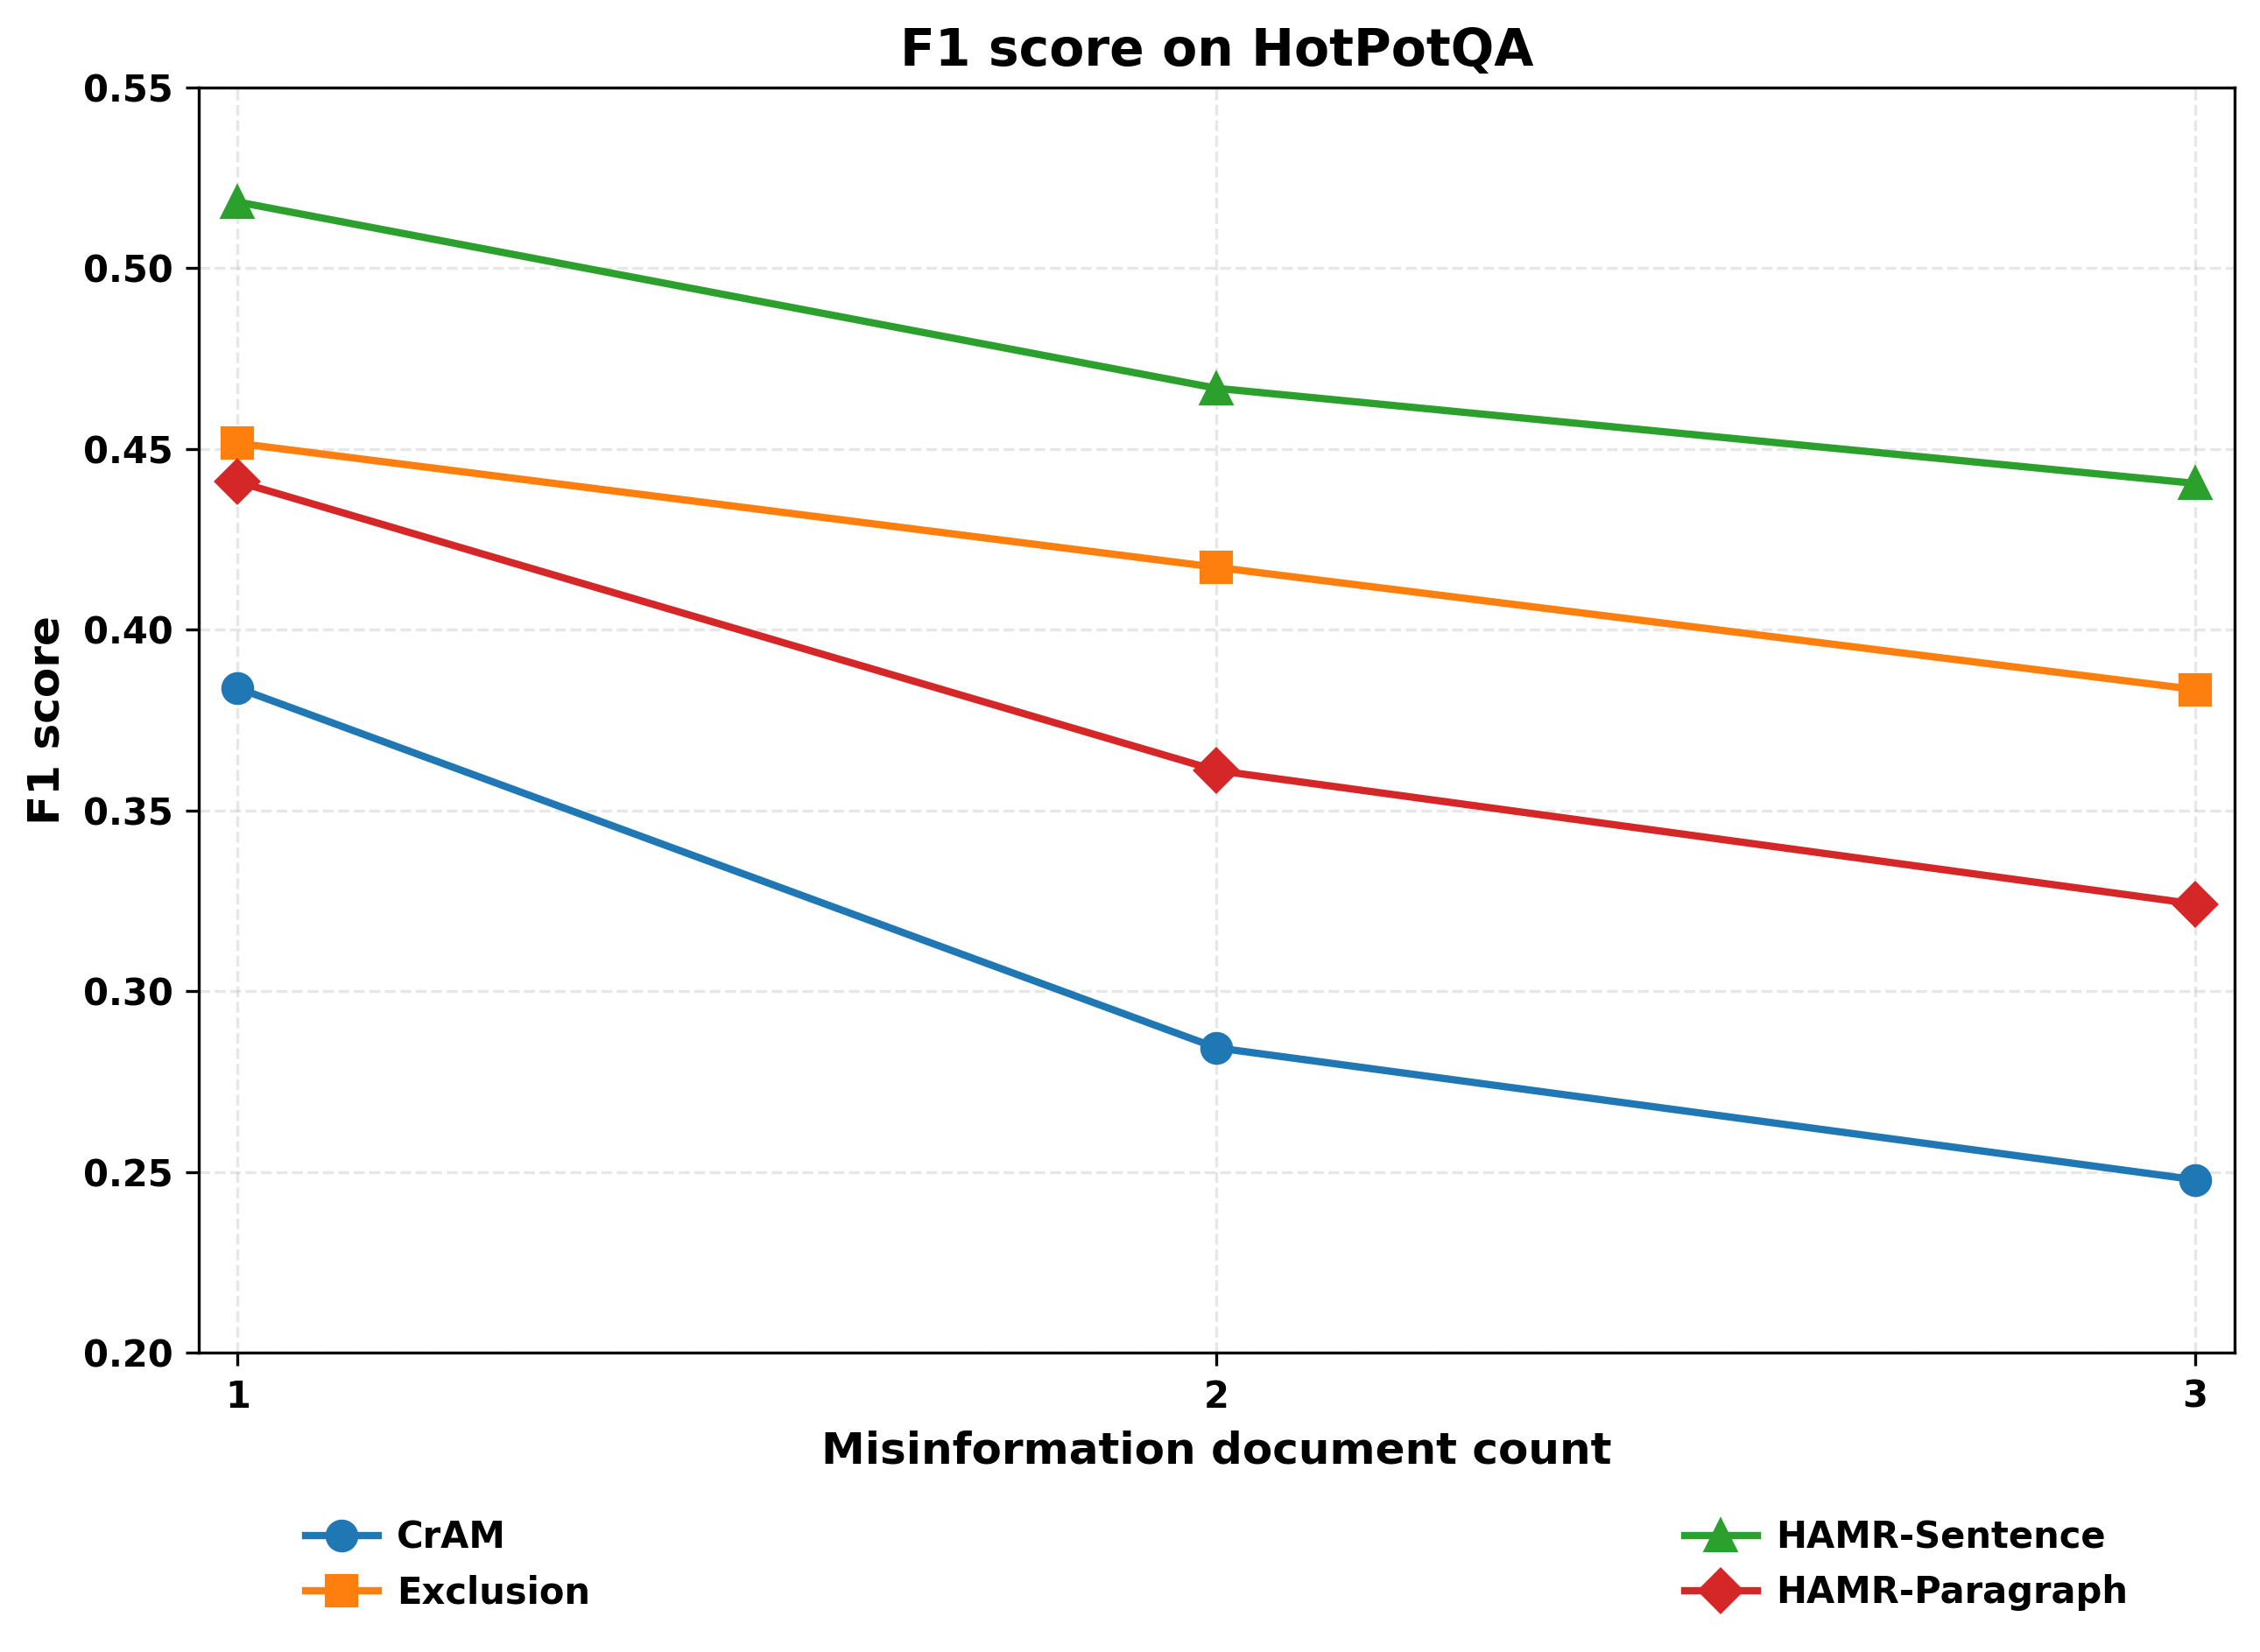 F1 score on HotPotQA
F1 score
0.55
0.50
0.45
0.40
0.35
0.30
0.25
0.20
1 2 3
Misinformation document count
CrAM
Exclusion
HAMR-Sentence
HAMR-Paragraph